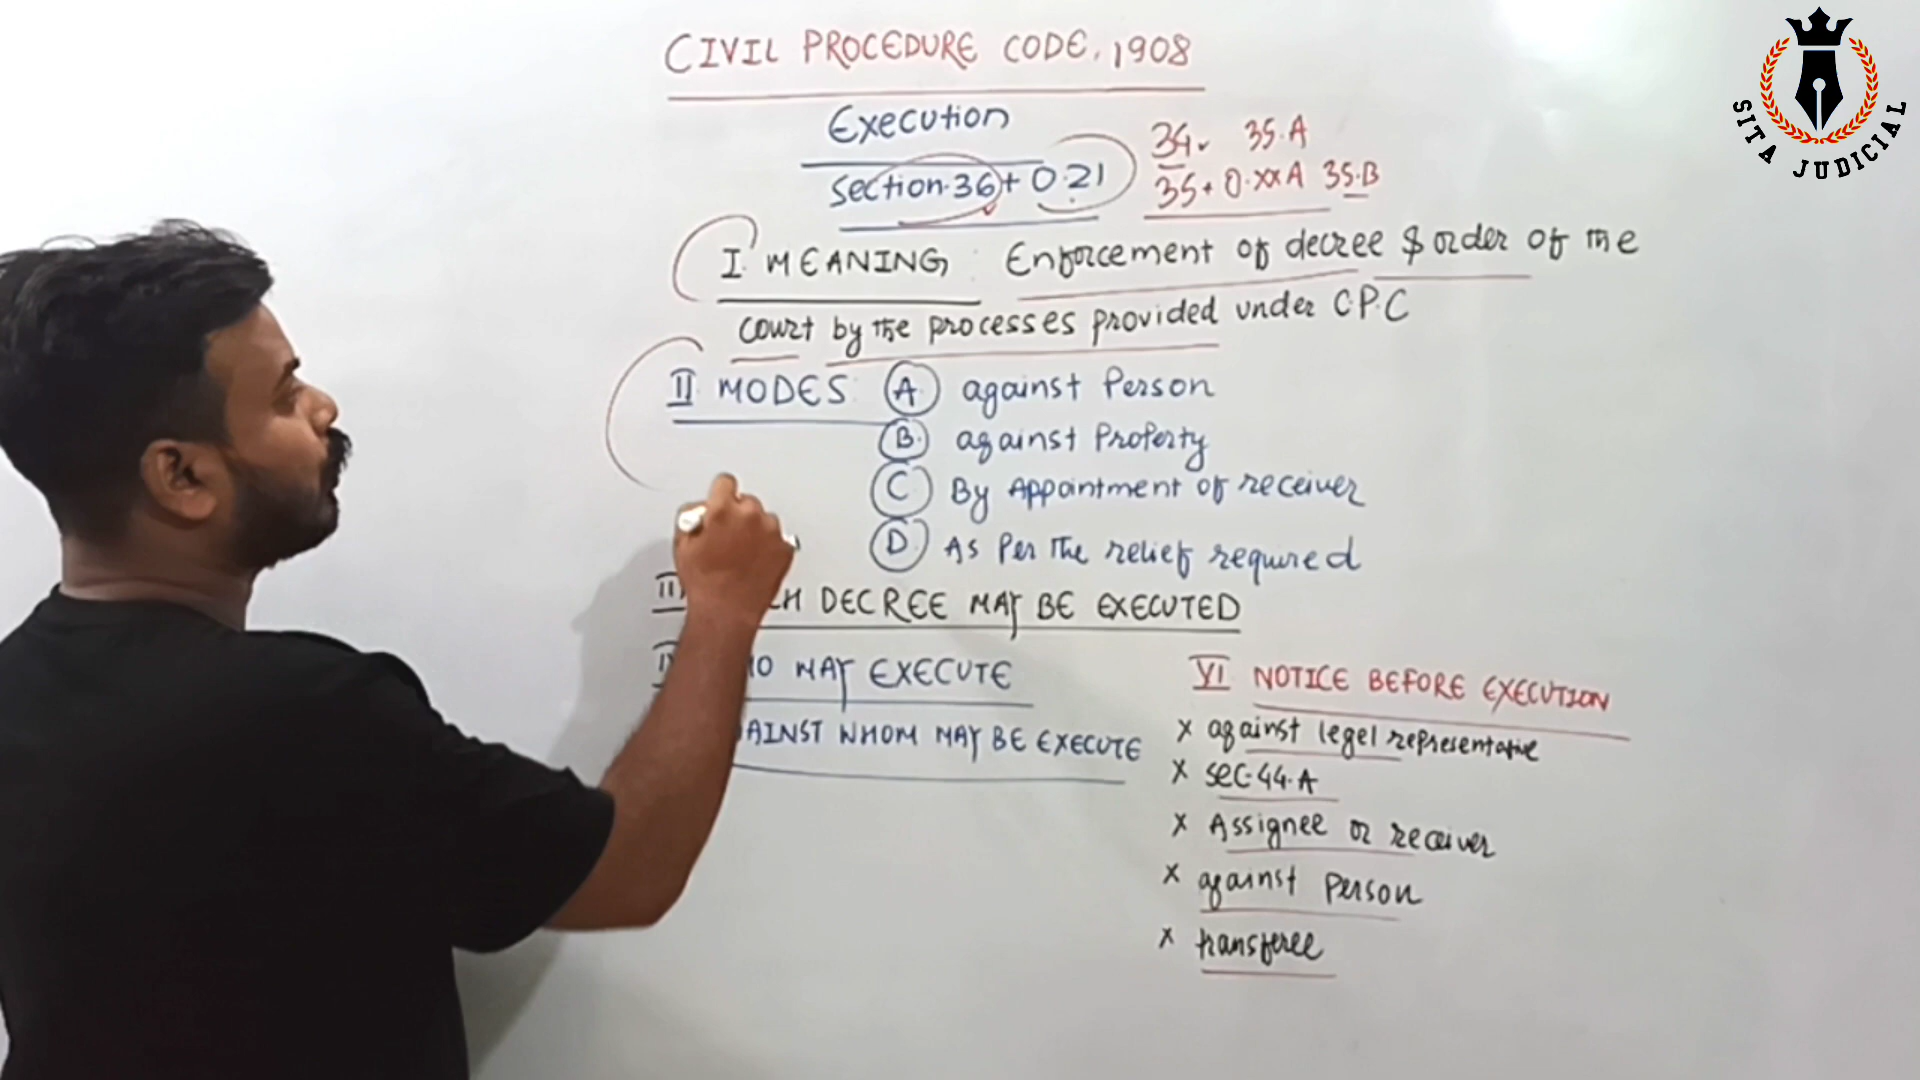 CIVIL PROCEDURE CODE, 1908
Execution
Section.36 + O.21
34 35.A
35 + O.XXA 35.B
I MEANING : Enforcement of decree & order of the
court by the processes provided under C.P.C
II MODES : A. against Person
B. against Property
C By Appointment of receiver
D. As Per The relief required
III DECREE MAY BE EXECUTED
MAY EXECUTE
WHOM MAY BE EXECUTE
VI NOTICE BEFORE EXECUTION
x against legel representative
x Sec.44.A
x Assignee or receiver
x against Person
x transferee
SITA JUDICIAL